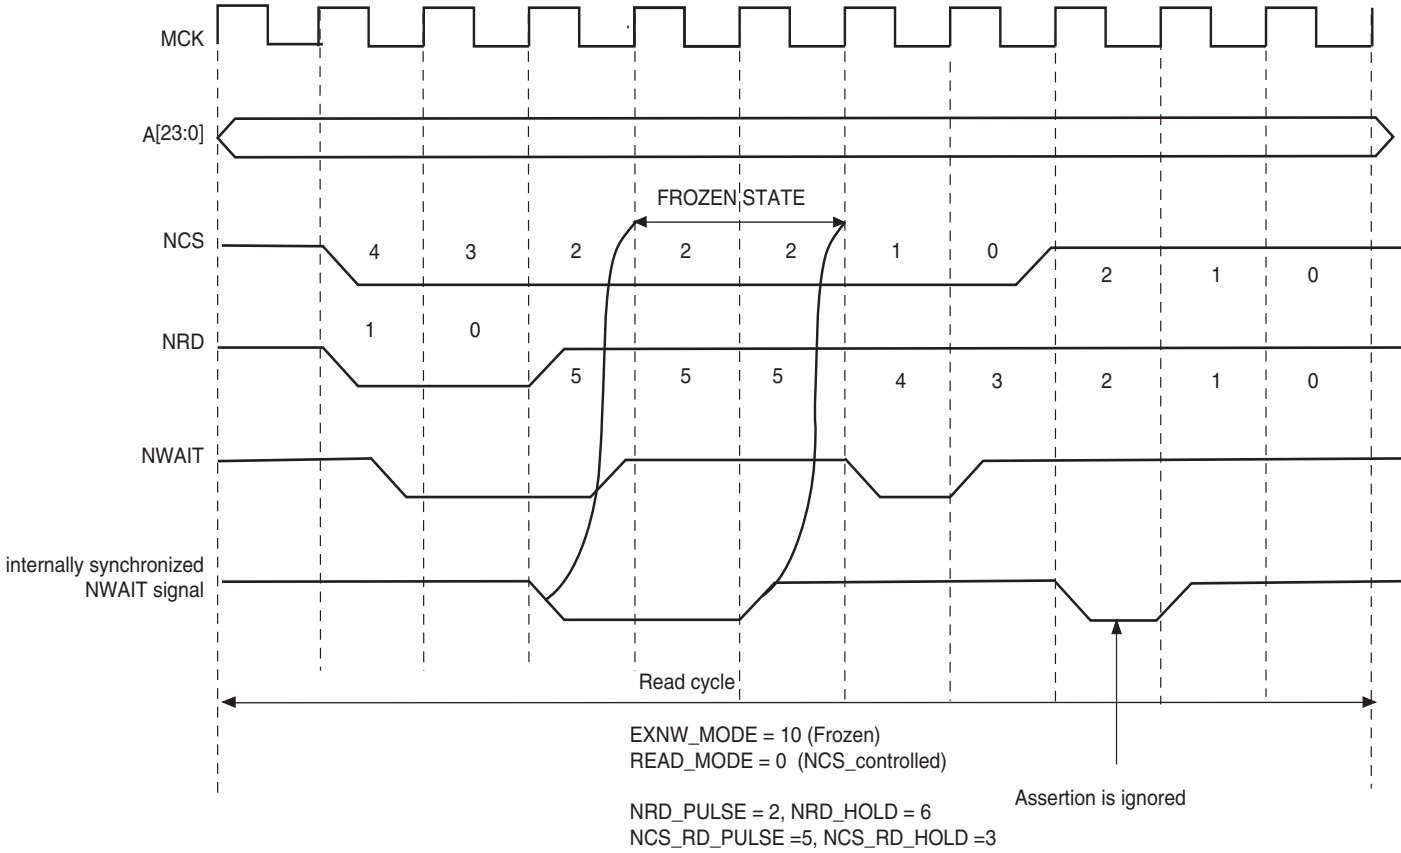 MCK
A[23:0]
FROZEN STATE
NCS
4 3 2 2 2 1 0
2 1 0
1 0
NRD
5 5 5 4 3 2 1 0
NWAIT
internally synchronized
NWAIT signal
Read cycle
EXNW_MODE = 10 (Frozen)
READ_MODE = 0 (NCS_controlled)
Assertion is ignored
NRD_PULSE = 2, NRD_HOLD = 6
NCS_RD_PULSE =5, NCS_RD_HOLD =3